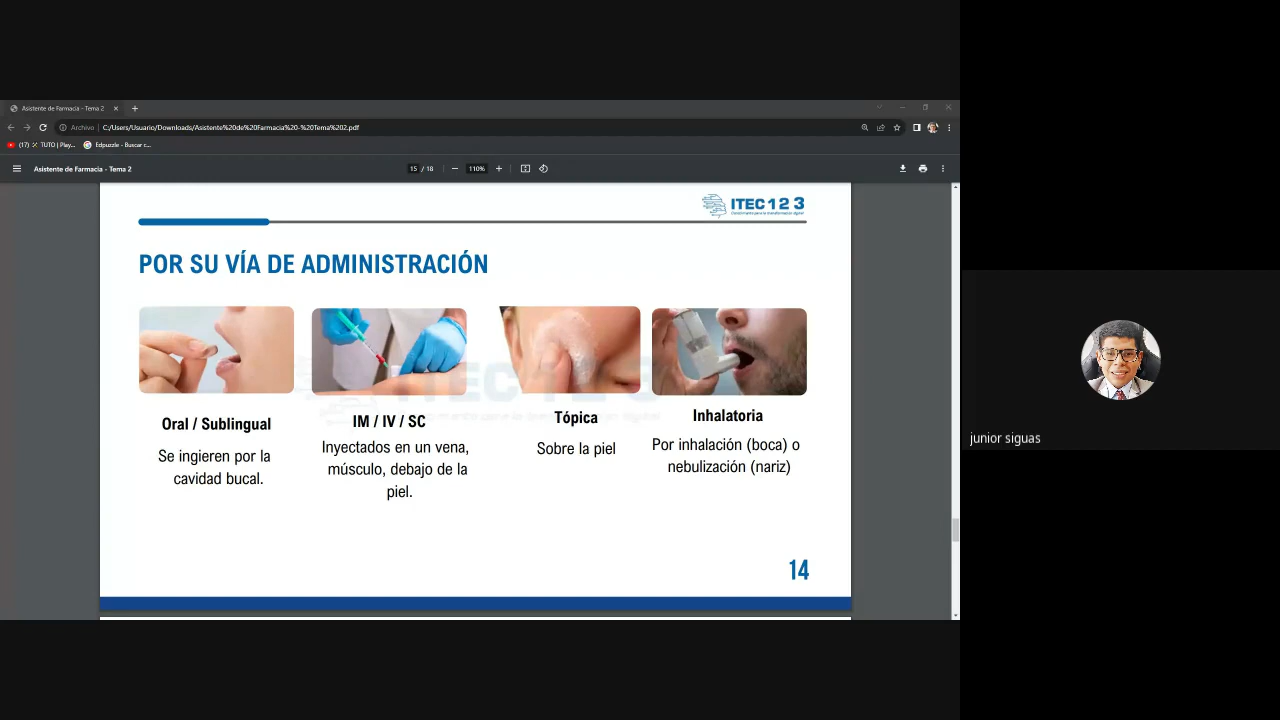 Asistente de Farmacia - Tema 2
Archivo
C:/Users/Usuario/Downloads/Asistente%20de%20Farmacia%20-%20Tema%202.pdf
(17) TUTO | Play...
Edpuzzle - Buscar c...
Asistente de Farmacia - Tema 2
15 / 18
110%
ITEC 1 2 3
POR SU VÍA DE ADMINISTRACIÓN
Oral / Sublingual
Se ingieren por la
cavidad bucal.
IM / IV / SC
Inyectados en un vena,
músculo, debajo de la
piel.
Tópica
Sobre la piel
Inhalatoria
Por inhalación (boca) o
nebulización (nariz)
14
junior siguas